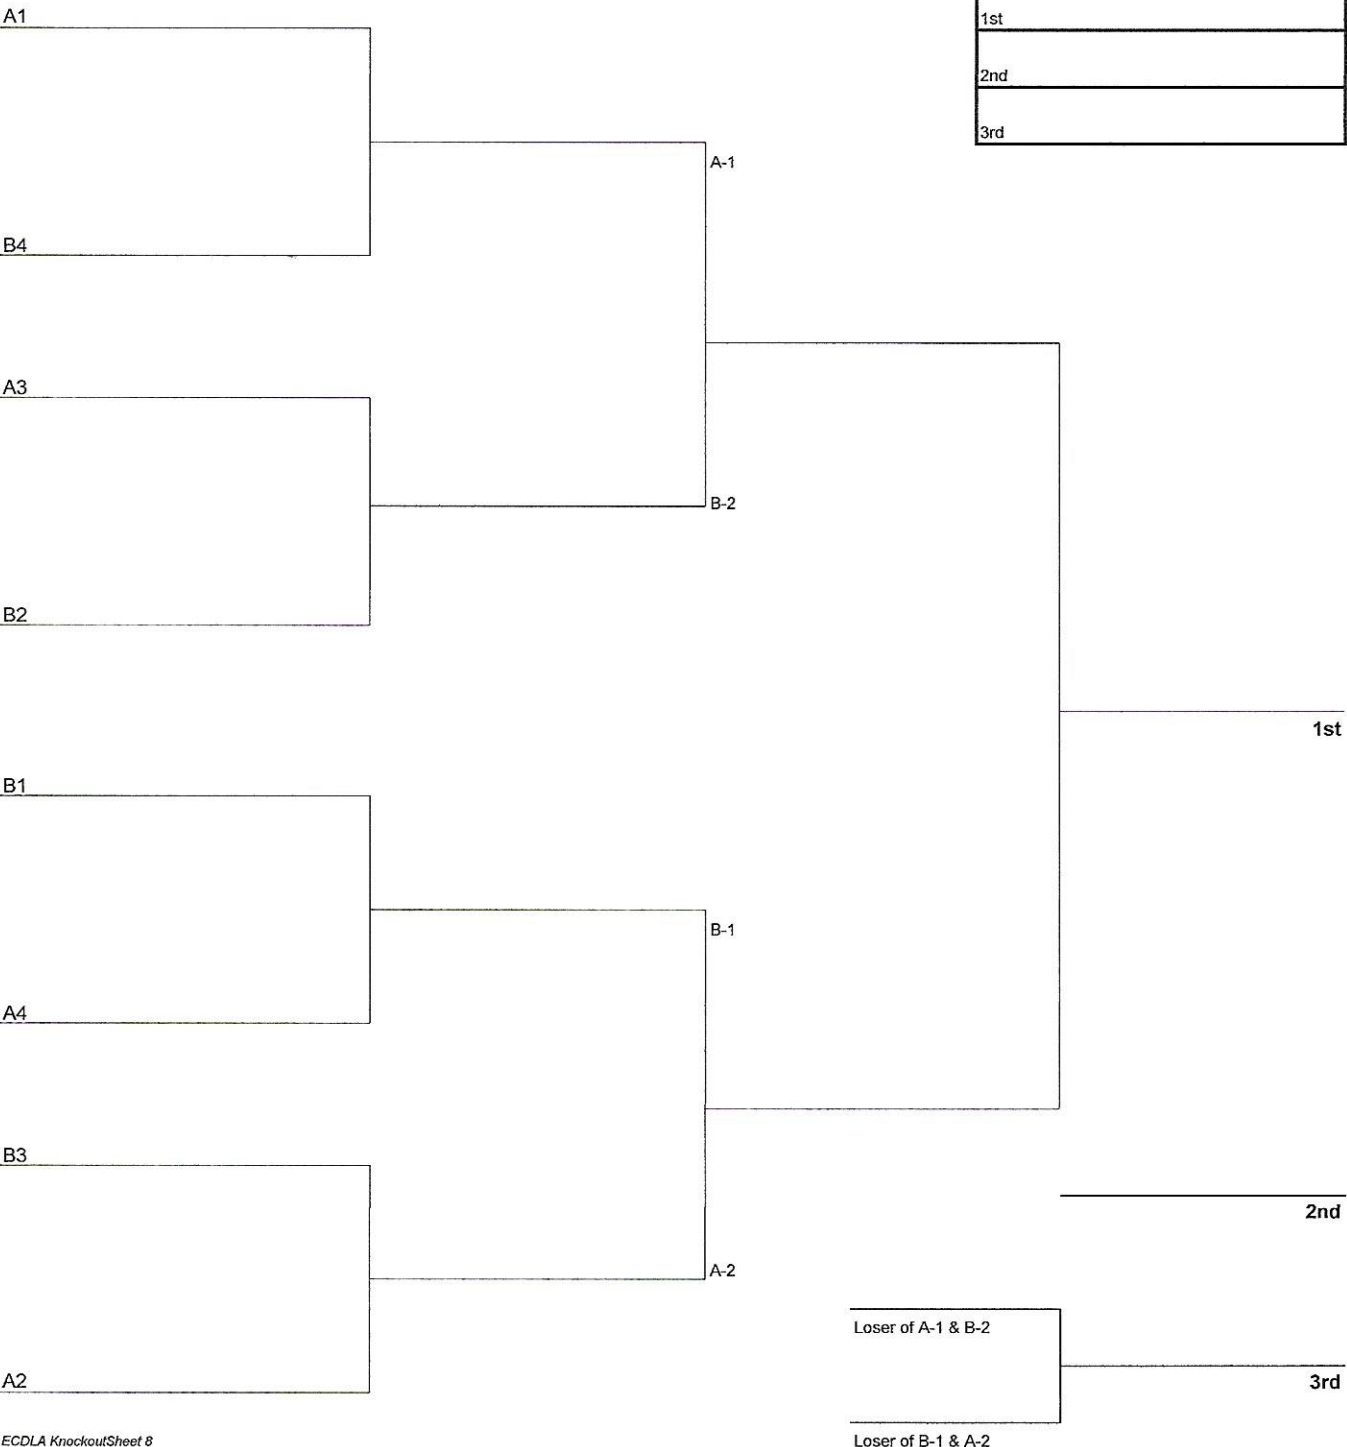 A1
1st
2nd
3rd
A-1
B4
A3
B-2
B2
1st
B1
B-1
A4
B3
2nd
A-2
Loser of A-1 & B-2
A2
3rd
ECDLA KnockoutSheet 8
Loser of B-1 & A-2